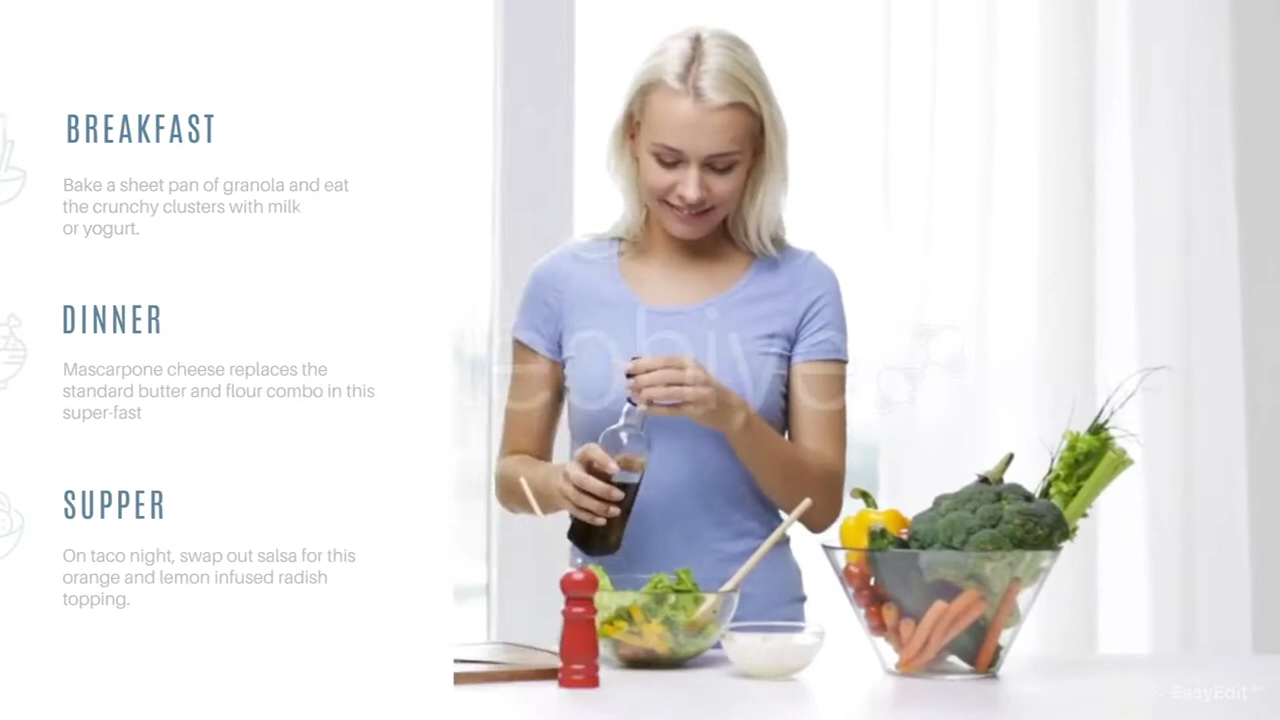 BREAKFAST
Bake a sheet pan of granola and eat
the crunchy clusters with milk
or yogurt.
DINNER
Mascarpone cheese replaces the
standard butter and flour combo in this
super-fast
SUPPER
On taco night, swap out salsa for this
orange and lemon infused radish
topping.
EasyEdit